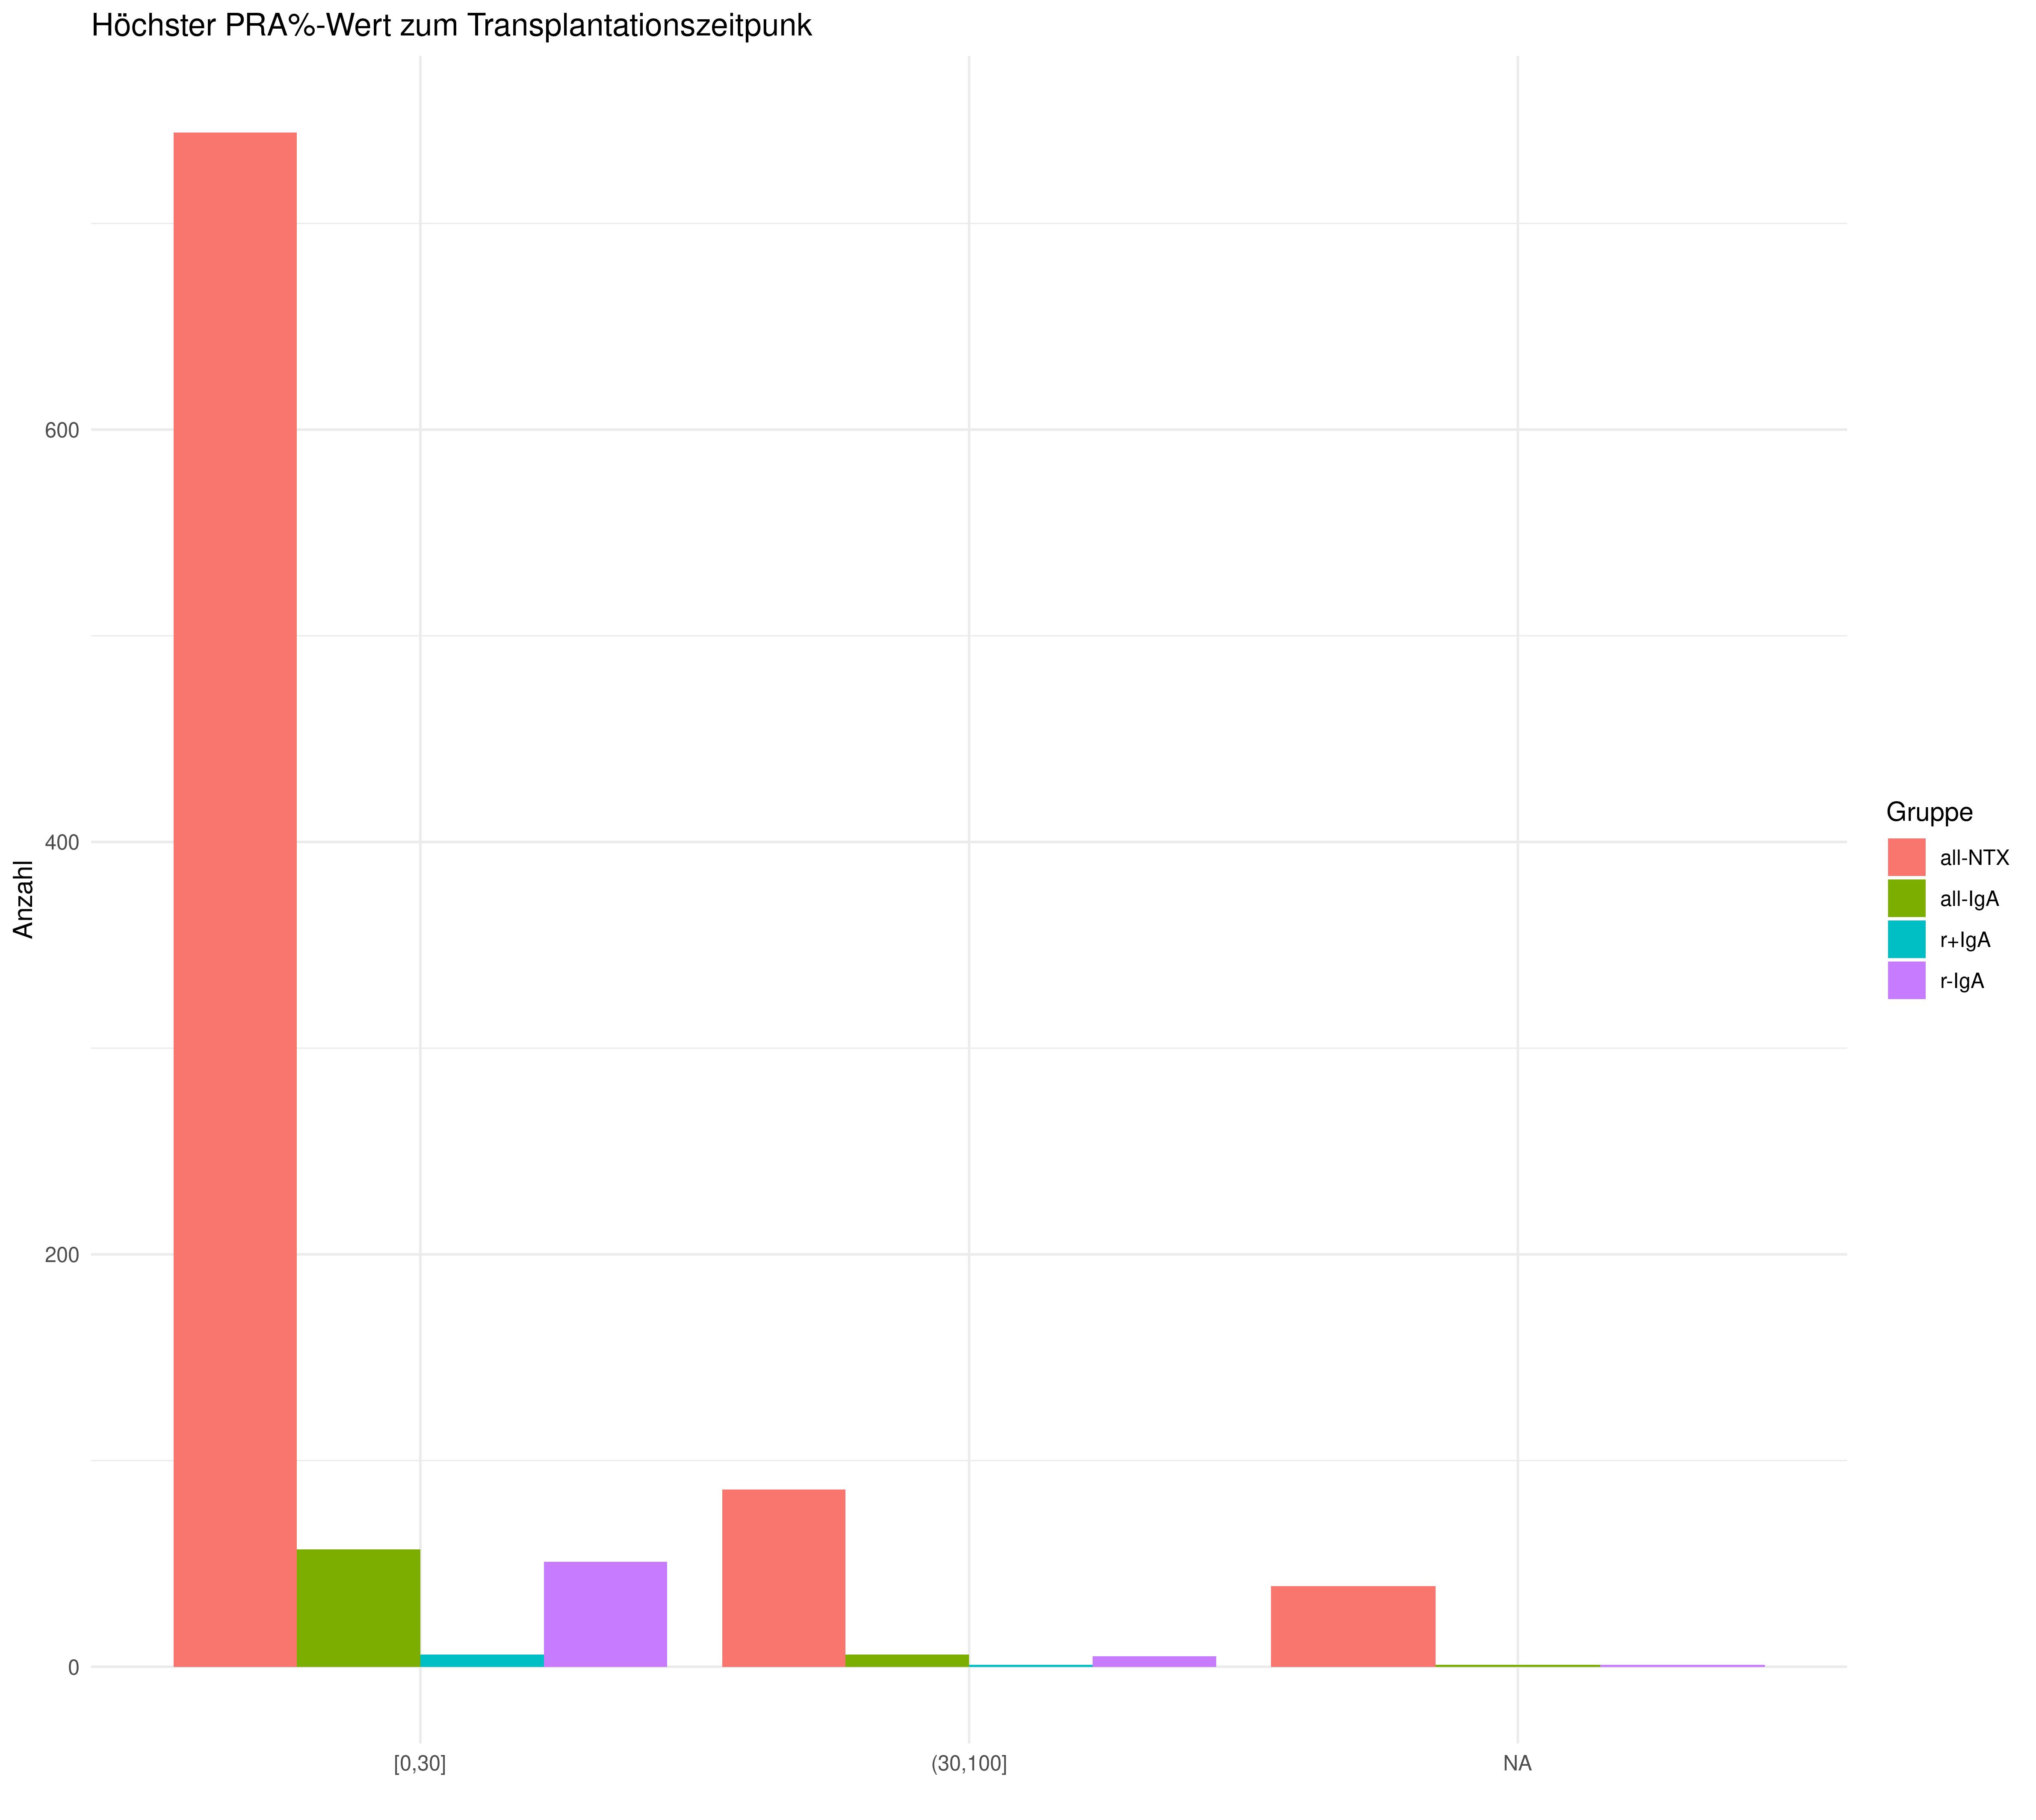 Höchster PRA%-Wert zum Transplantationszeitpunk
Anzahl
600
400
200
0
[0,30]
(30,100]
NA
Gruppe
all-NTX
all-IgA
r+IgA
r-IgA